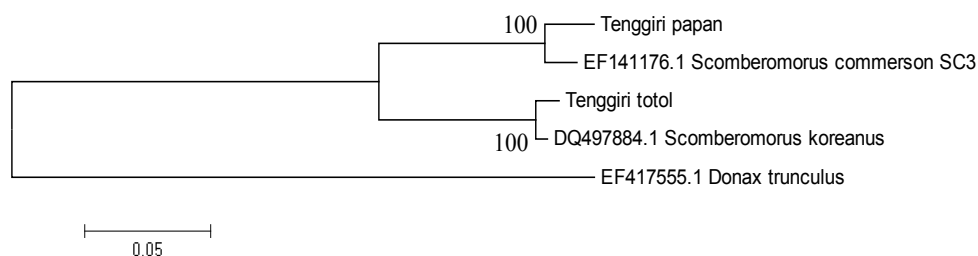 100
Tenggiri papan
EF141176.1 Scomberomorus commerson SC3
Tenggiri totol
100
DQ497884.1 Scomberomorus koreanus
EF417555.1 Donax trunculus
0.05